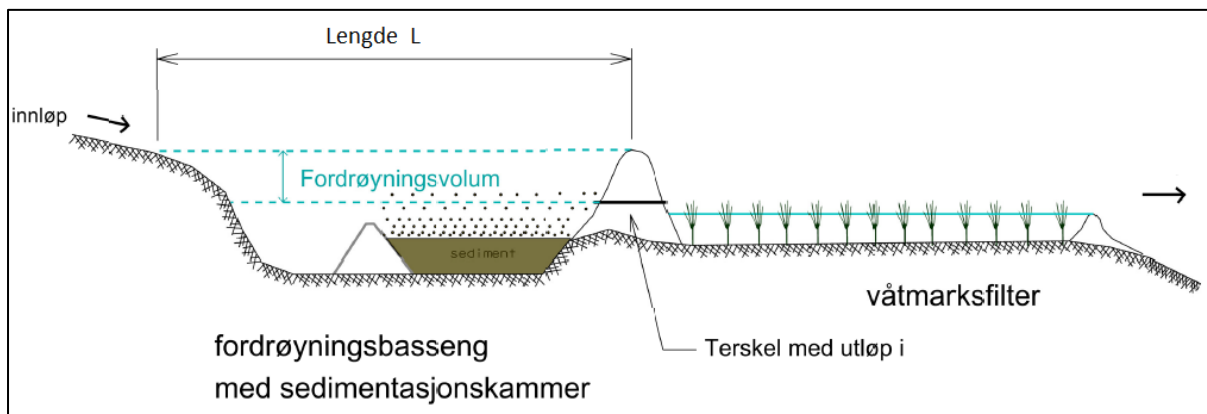 Lengde L
innløp
Fordrøyningsvolum
sediment
våtmarksfilter
fordrøyningsbasseng
med sedimentasjonskammer
Terskel med utløp i